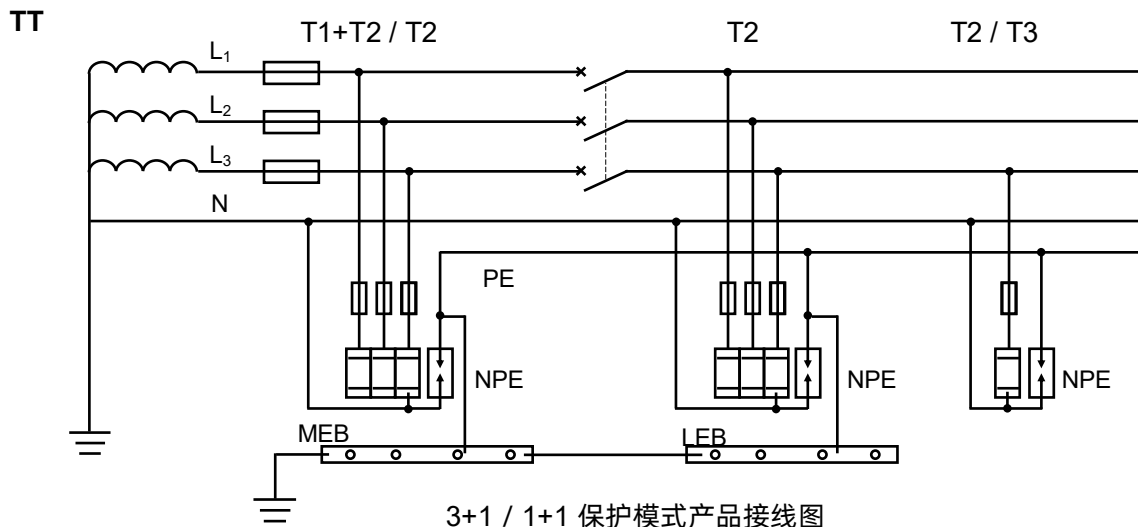 TT
T1+T2 / T2
T2
T2 / T3
L1
L2
L3
N
PE
NPE
NPE
NPE
MEB
LEB
3+1 / 1+1 保护模式产品接线图